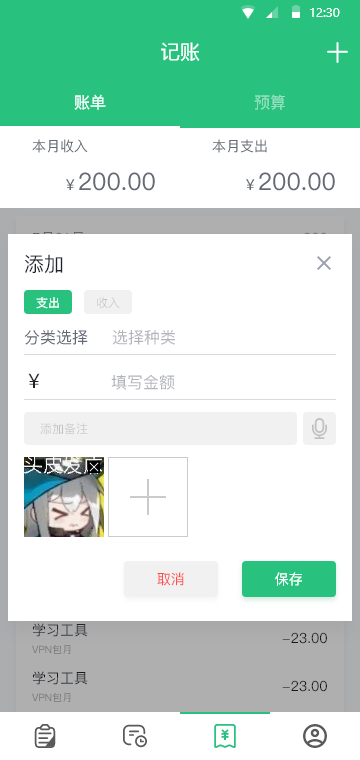 12:30
记账
账单 预算
本月收入 本月支出
¥200.00 ¥200.00
添加
支出 收入
分类选择 选择种类
¥ 填写金额
添加备注
头皮发麻
取消 保存
学习工具
VPN包月
-23.00
学习工具
VPN包月
-23.00